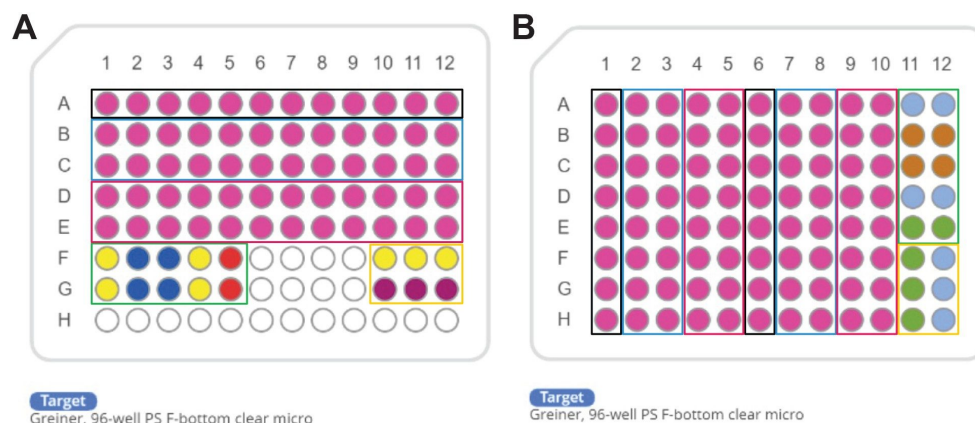 A
1 2 3 4 5 6 7 8 9 10 11 12
A
B
C
D
E
F
G
H
Target
Greiner, 96-well PS F-bottom clear micro
B
1 2 3 4 5 6 7 8 9 10 11 12
A
B
C
D
E
F
G
H
Target
Greiner, 96-well PS F-bottom clear micro